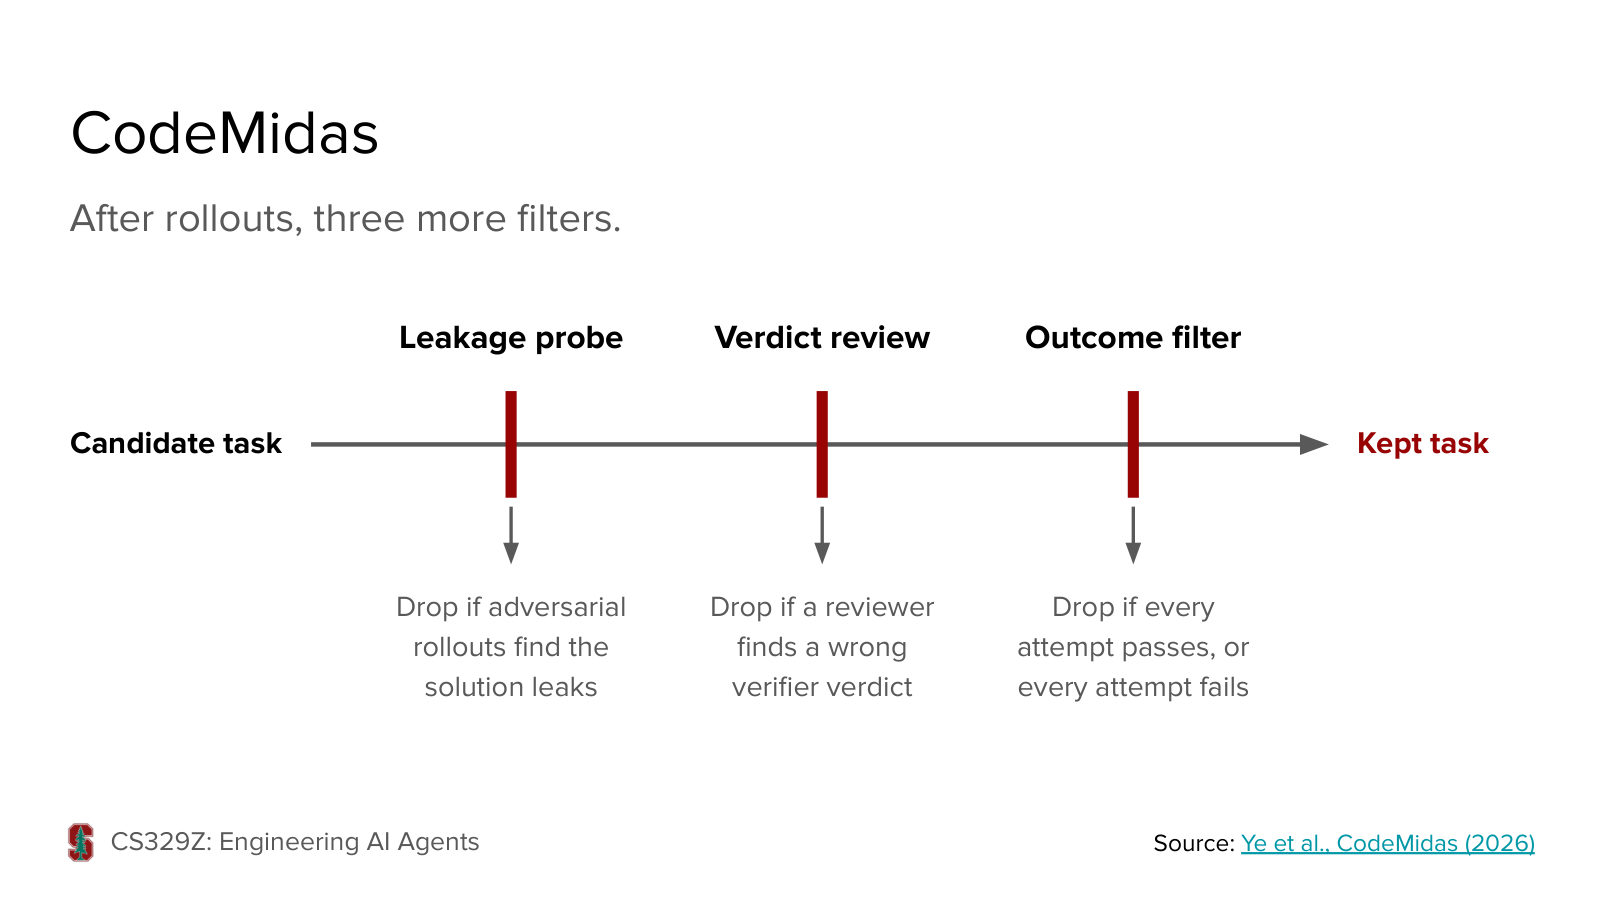 CodeMidas
After rollouts, three more filters.
Leakage probe
Verdict review
Outcome filter
Candidate task
Kept task
Drop if adversarial
rollouts find the
solution leaks
Drop if a reviewer
finds a wrong
verifier verdict
Drop if every
attempt passes, or
every attempt fails
CS329Z: Engineering AI Agents
Source: Ye et al., CodeMidas (2026)